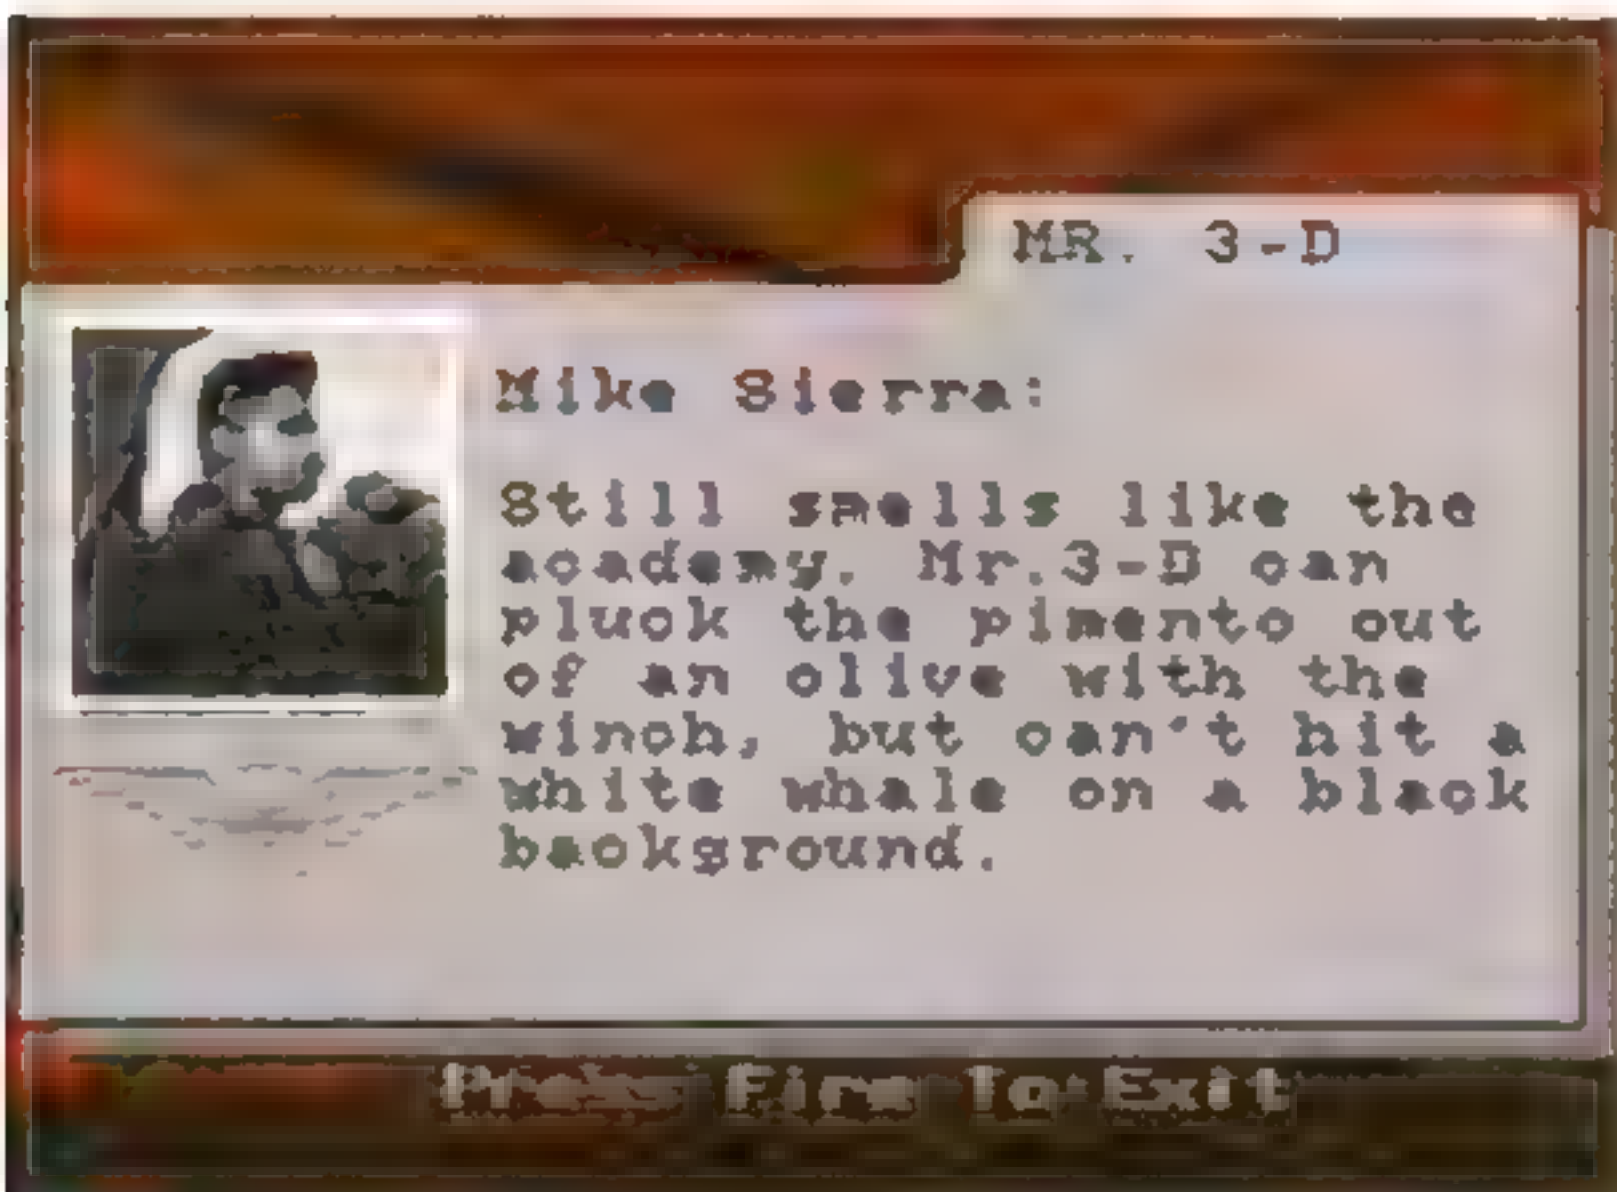 MR. 3-D
Mike Sierra:
Still smells like the
academy. Mr.3-D can
pluck the pimento out
of an olive with the
winch, but can't hit a
white whale on a black
background.
Press Fire To Exit